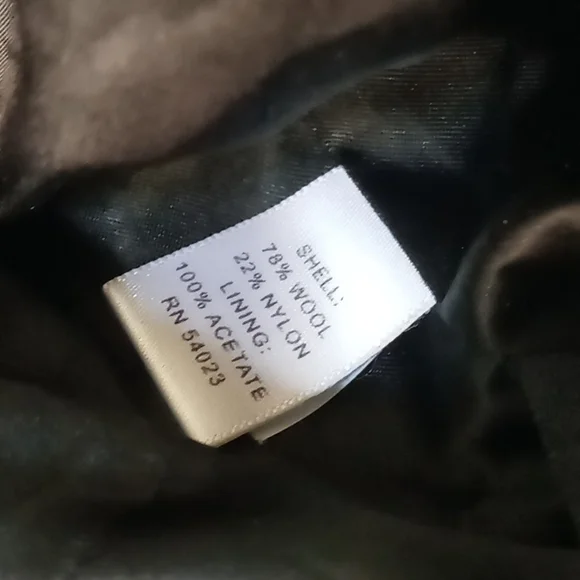 SHELL:
78% WOOL
22% NYLON
LINING:
100% ACETATE
RN 54023